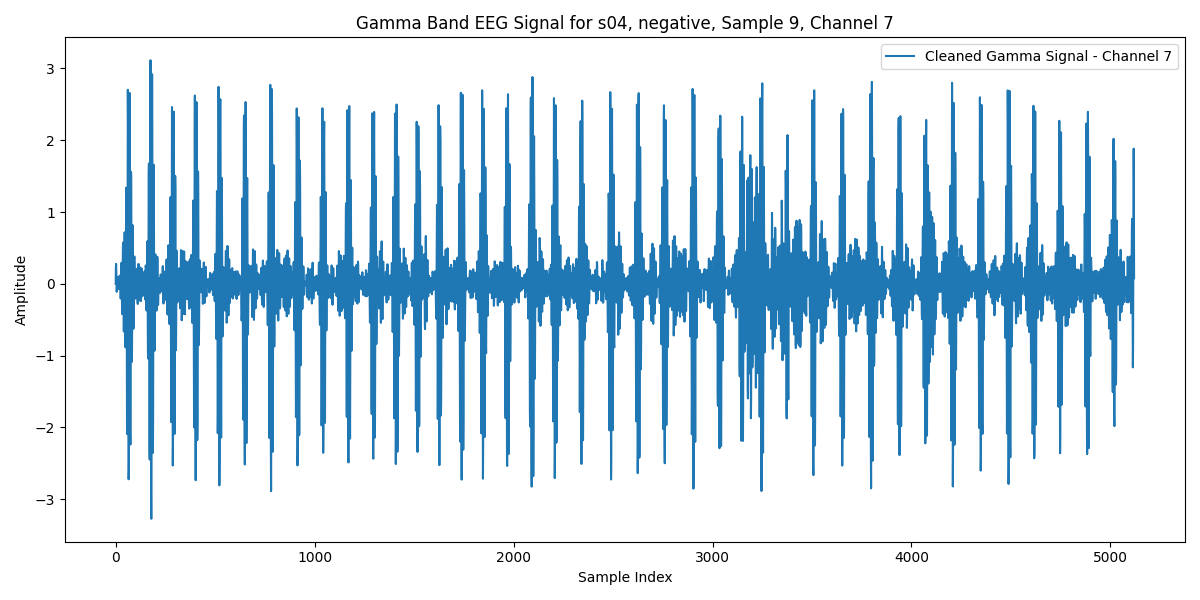 Gamma Band EEG Signal for s04, negative, Sample 9, Channel 7
Cleaned Gamma Signal - Channel 7
Amplitude
3
2
1
0
−1
−2
−3
0 1000 2000 3000 4000 5000
Sample Index